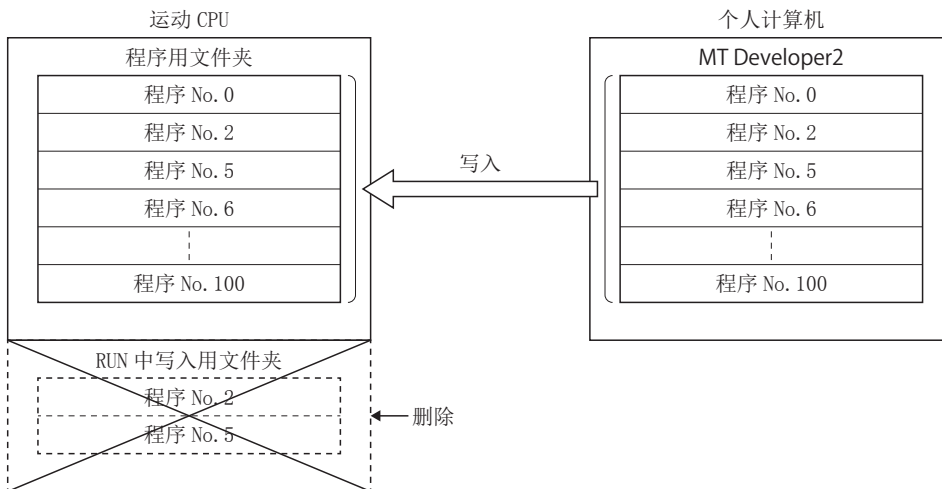 运动 CPU
程序用文件夹
程序 No. 0
程序 No. 2
程序 No. 5
程序 No. 6
程序 No. 100
RUN 中写入用文件夹
程序 No. 2
程序 No. 5
删除
写入
个人计算机
MT Developer2
程序 No. 0
程序 No. 2
程序 No. 5
程序 No. 6
程序 No. 100